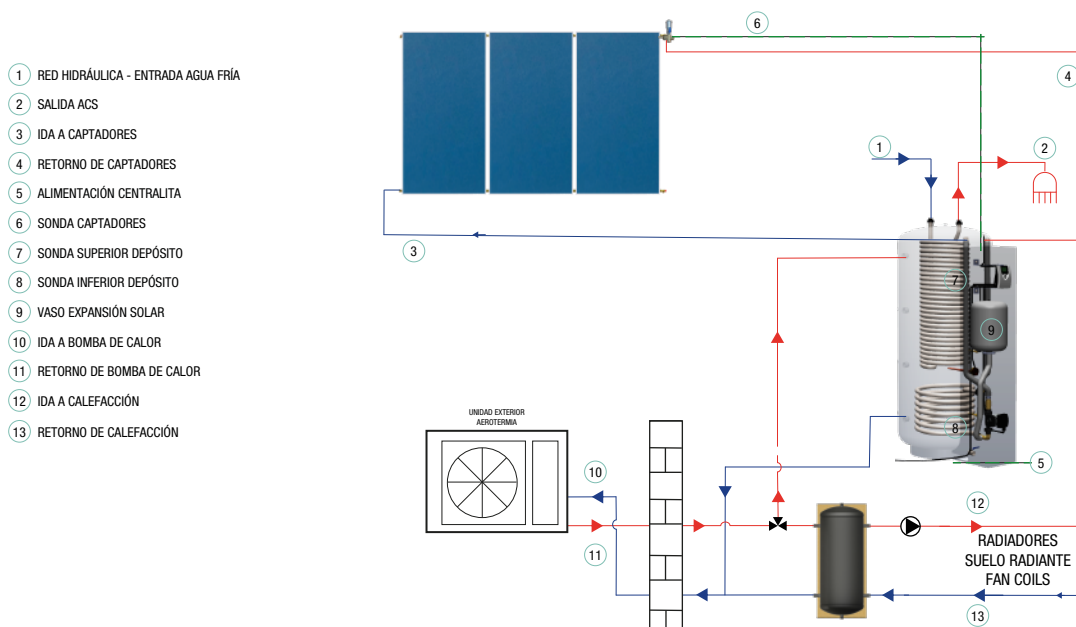 1 RED HIDRÁULICA - ENTRADA AGUA FRÍA
2 SALIDA ACS
3 IDA A CAPTADORES
4 RETORNO DE CAPTADORES
5 ALIMENTACIÓN CENTRALITA
6 SONDA CAPTADORES
7 SONDA SUPERIOR DEPÓSITO
8 SONDA INFERIOR DEPÓSITO
9 VASO EXPANSIÓN SOLAR
10 IDA A BOMBA DE CALOR
11 RETORNO DE BOMBA DE CALOR
12 IDA A CALEFACCIÓN
13 RETORNO DE CALEFACCIÓN
6
4
1
2
3
7
9
8
5
UNIDAD EXTERIOR
AEROTERMIA
10
11
12
RADIADORES
SUELO RADIANTE
FAN COILS
13